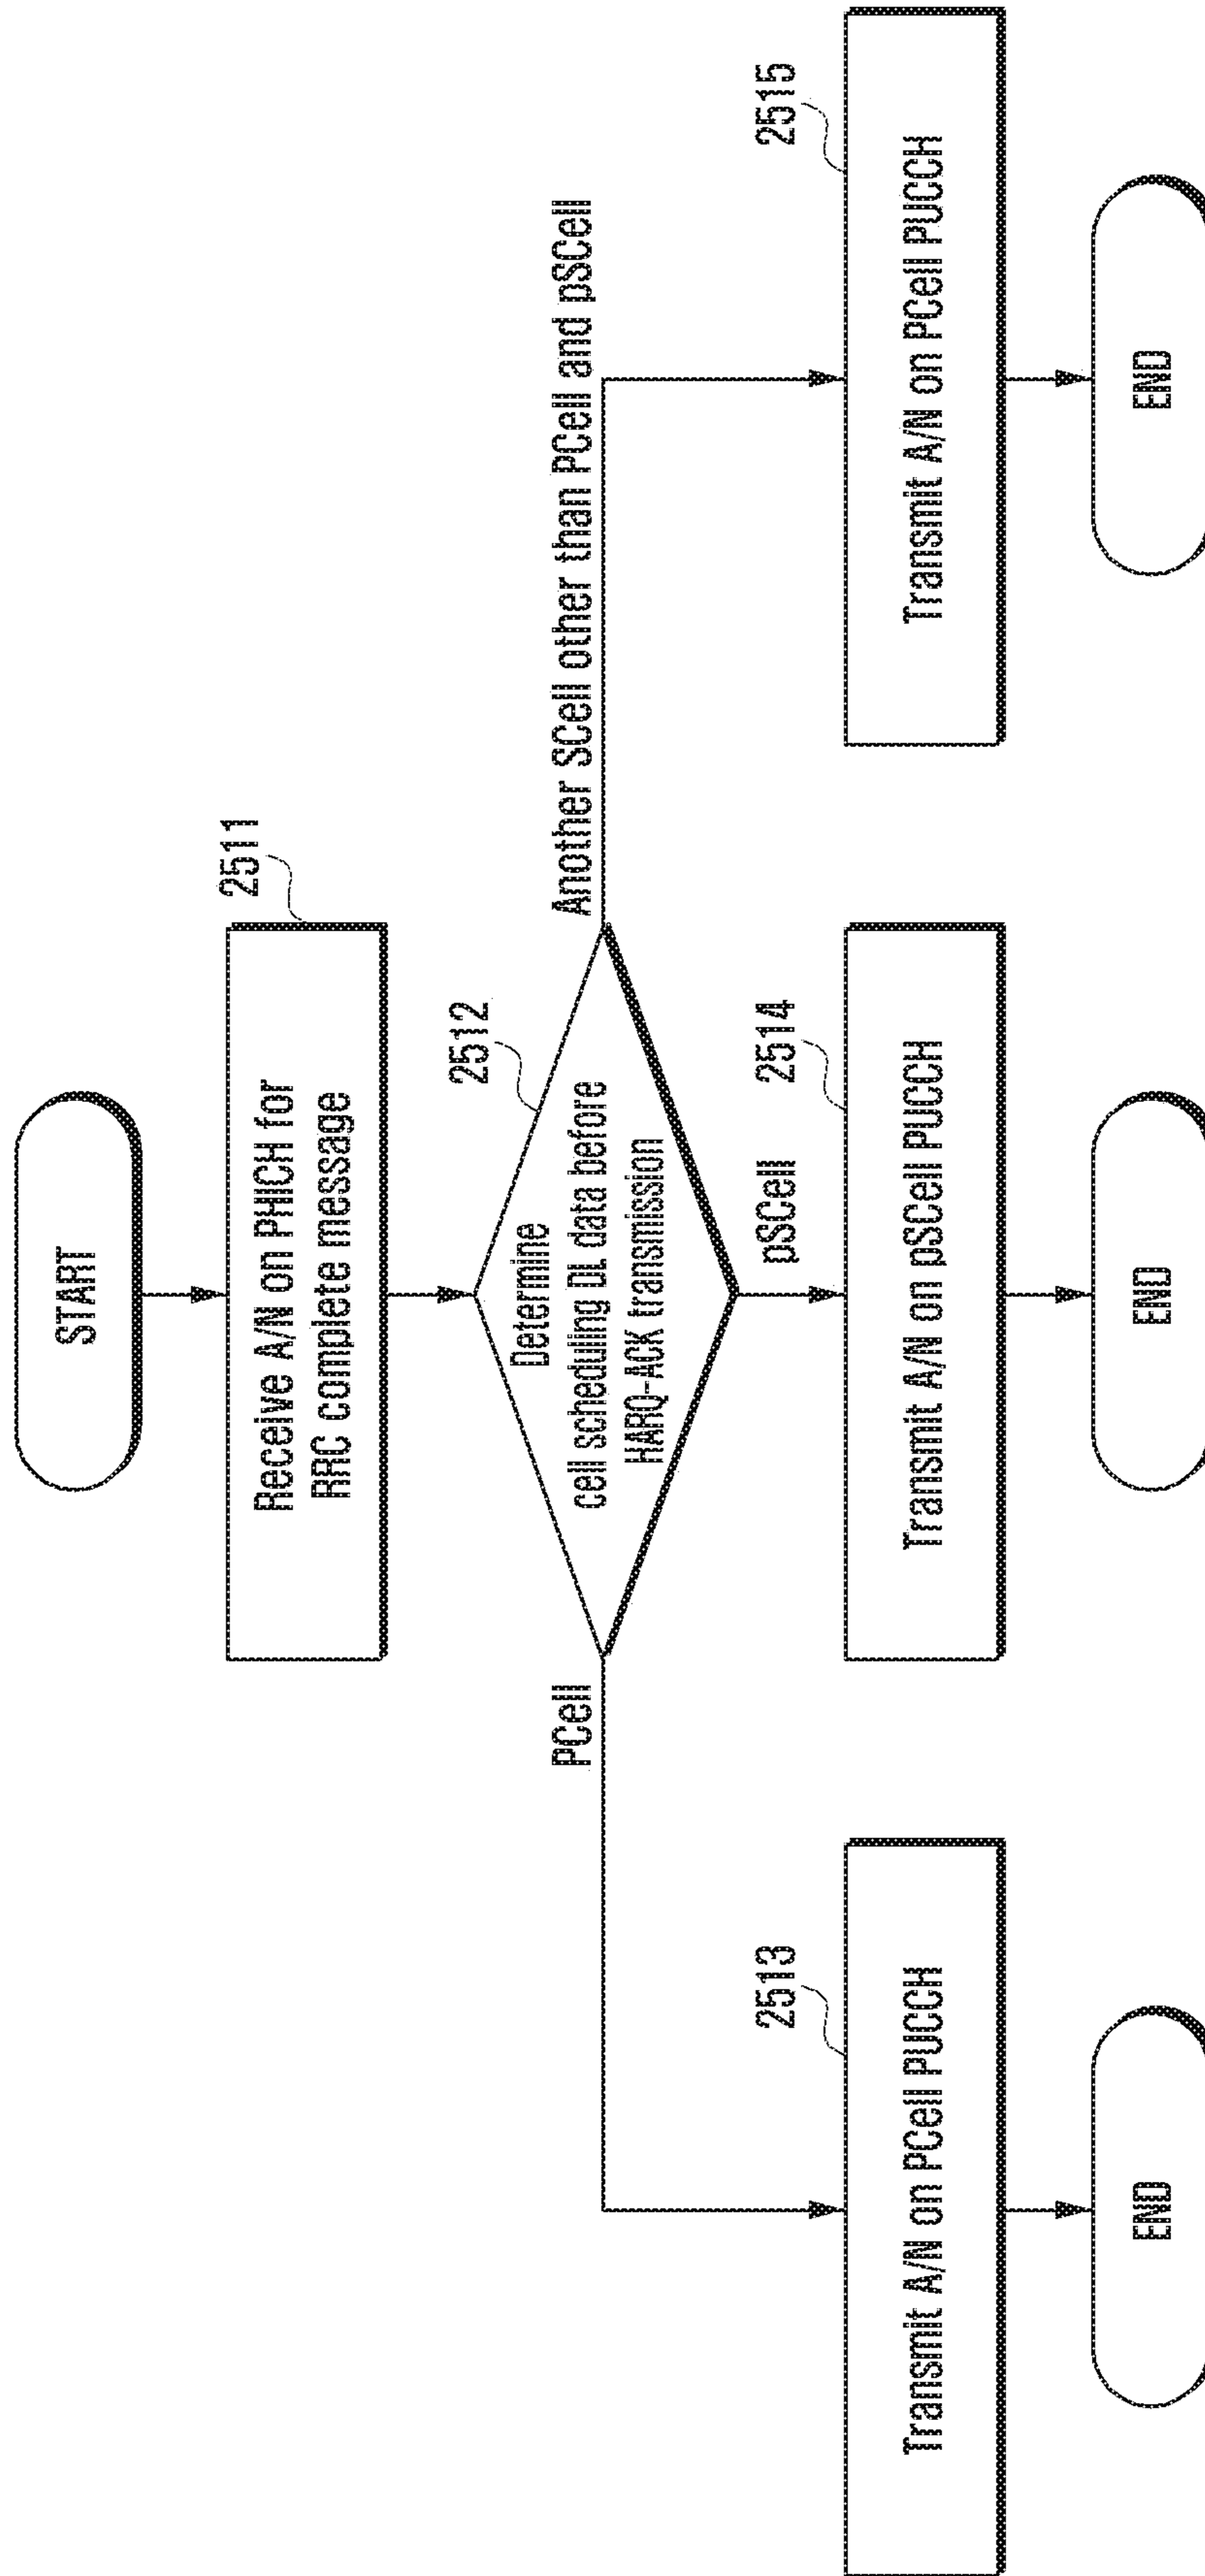 START
2511
Receive A/N on PHICH for
RRC complete message
2512
Determine
cell scheduling DL data before
HARQ-ACK transmission
PCell
pSCell
Another SCell other than PCell and pSCell
2513
Transmit A/N on PCell PUCCH
2514
Transmit A/N on pSCell PUCCH
2515
Transmit A/N on PCell PUCCH
END
END
END